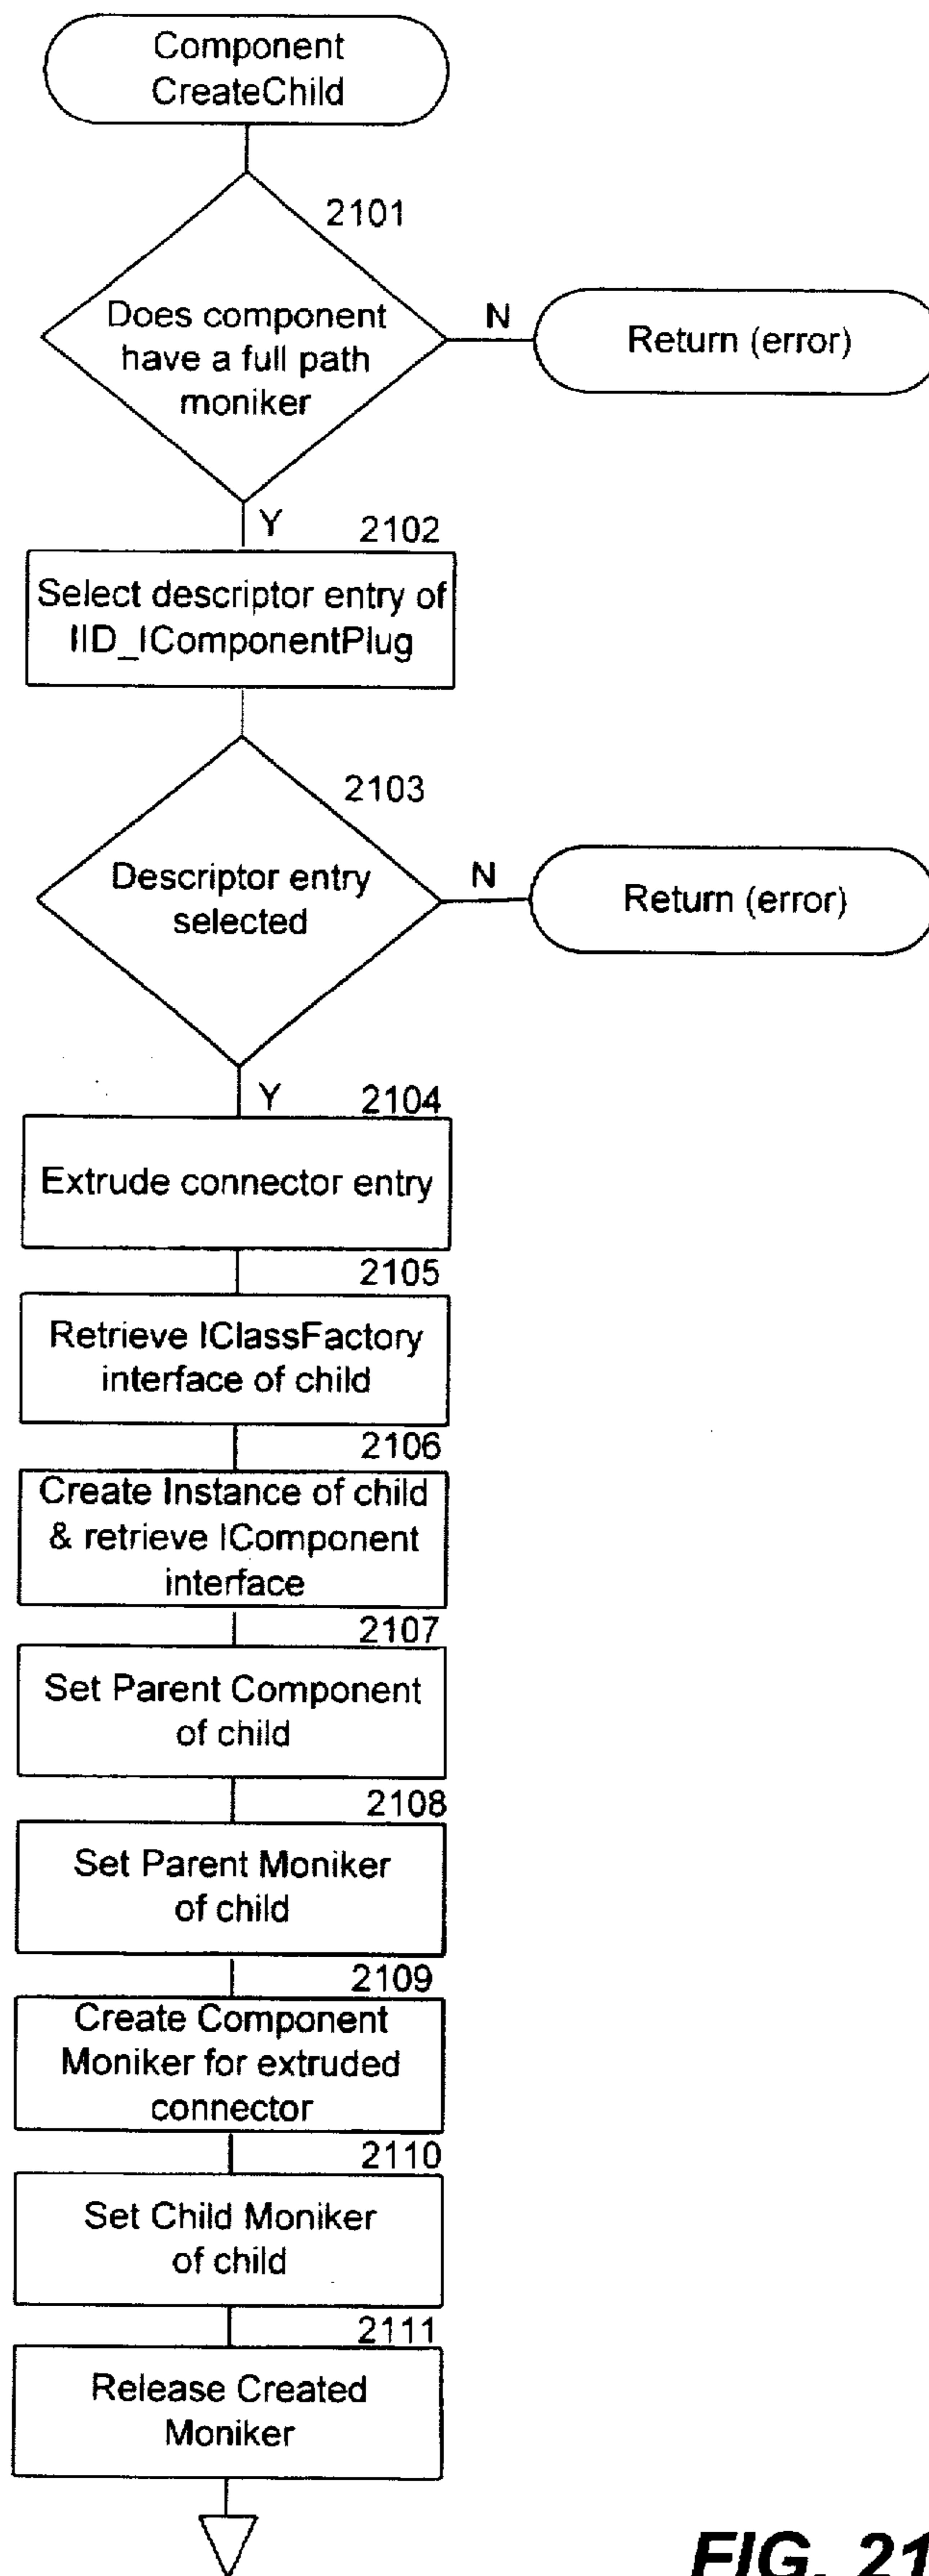 Component
CreateChild
2101
Does component
have a full path
moniker
N
Return (error)
Y
2102
Select descriptor entry of
IID_IComponentPlug
2103
Descriptor entry
selected
N
Return (error)
Y
2104
Extrude connector entry
2105
Retrieve IClassFactory
interface of child
2106
Create Instance of child
& retrieve IComponent
interface
2107
Set Parent Component
of child
2108
Set Parent Moniker
of child
2109
Create Component
Moniker for extruded
connector
2110
Set Child Moniker
of child
2111
Release Created
Moniker
FIG. 21